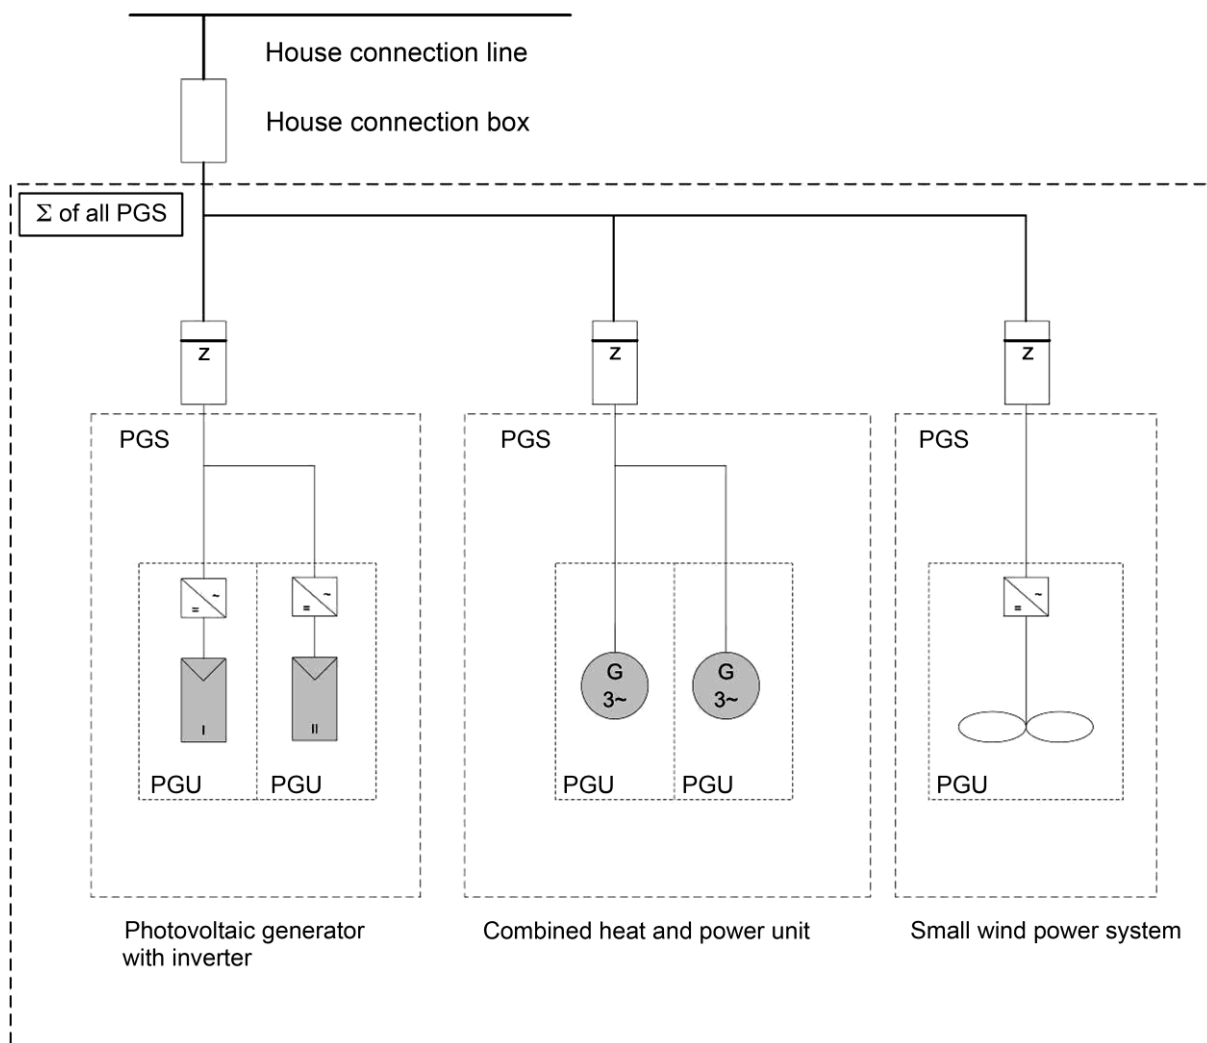 House connection line
House connection box
Σ of all PGS
Z
Z
Z
PGS
PGS
PGS
~
=
~
=
~
=
G
3~
G
3~
I
II
PGU
PGU
PGU
PGU
PGU
Photovoltaic generator
with inverter
Combined heat and power unit
Small wind power system